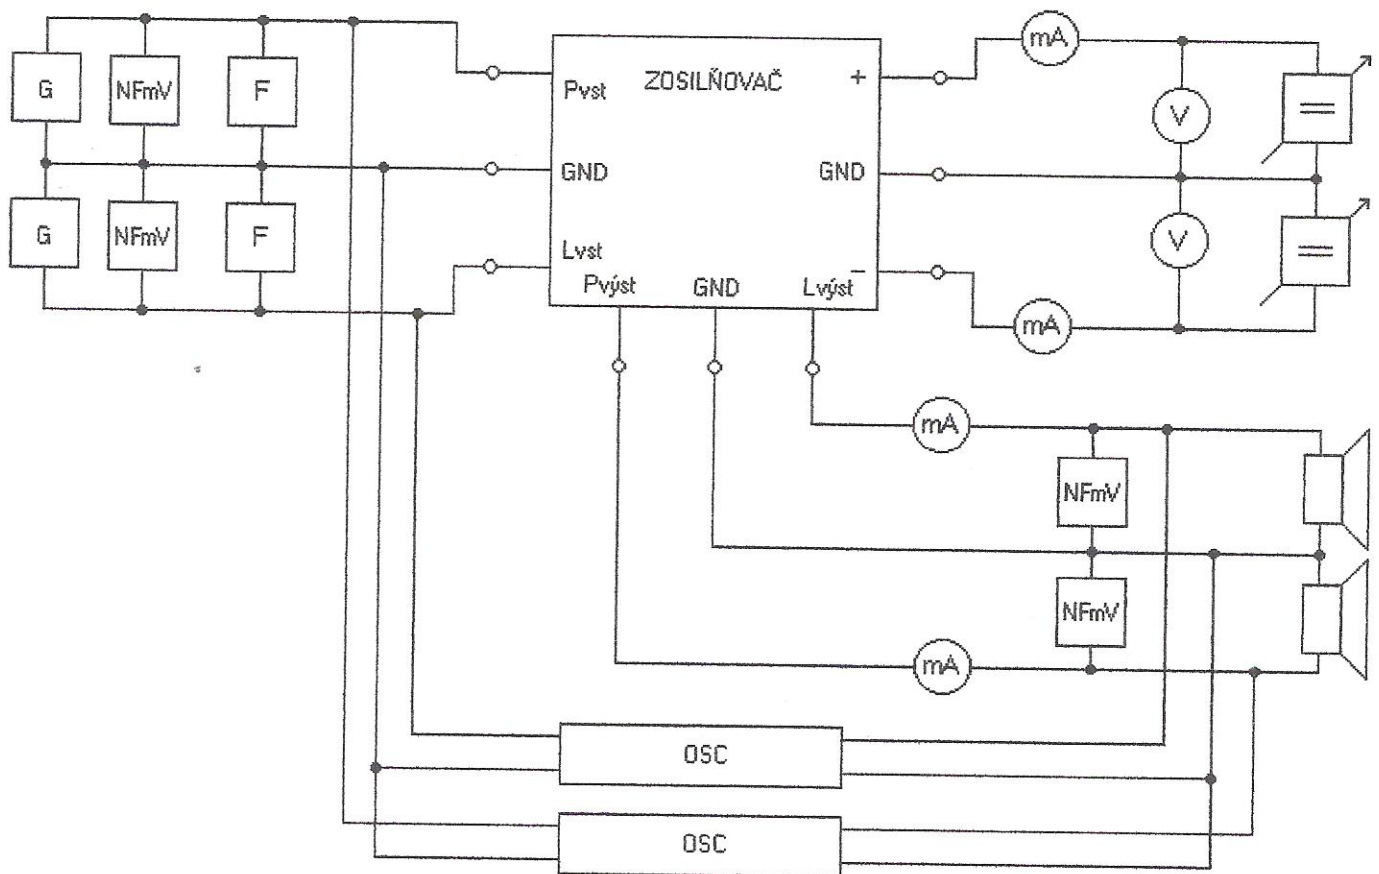 mA
G
NFmV
F
Pvst
ZOSILŇOVAČ
+
V
=
GND
GND
G
NFmV
F
Lvst
V
=
Pvýst
GND
Lvýst
−
mA
mA
NFmV
NFmV
mA
OSC
OSC